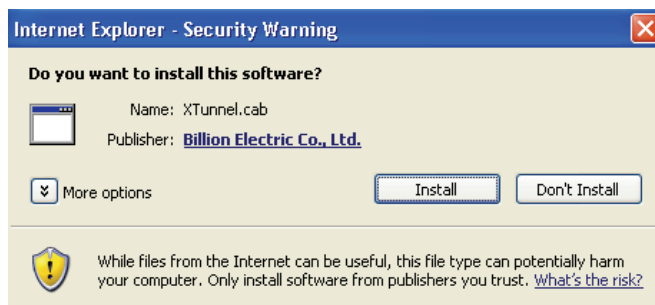 Internet Explorer - Security Warning
Do you want to install this software?
Name: XTunnel.cab
Publisher: Billion Electric Co., Ltd.
More options
Install
Don't Install
While files from the Internet can be useful, this file type can potentially harm
your computer. Only install software from publishers you trust. What's the risk?